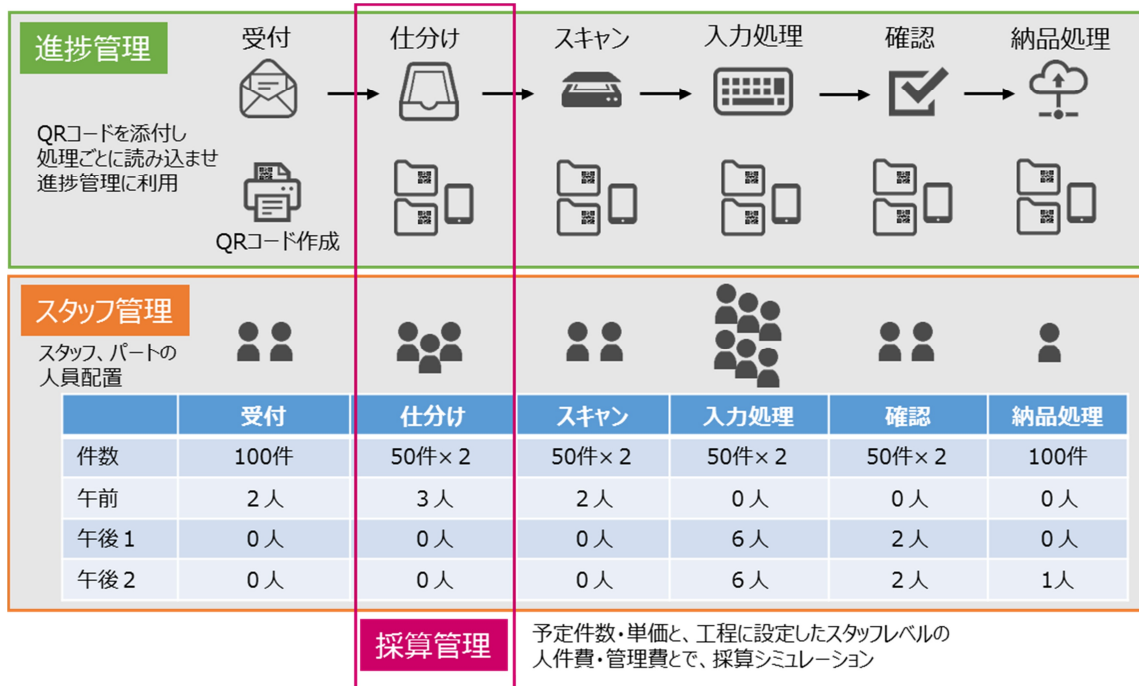 進捗管理
受付
仕分け
スキャン
入力処理
確認
納品処理
QRコードを添付し
処理ごとに読み込ませ
進捗管理に利用
QRコード作成
スタッフ管理
スタッフ、パートの
人員配置
受付 仕分け スキャン 入力処理 確認 納品処理
件数 100件 50件×2 50件×2 50件×2 50件×2 100件
午前 2人 3人 2人 0人 0人 0人
午後1 0人 0人 0人 6人 2人 0人
午後2 0人 0人 0人 6人 2人 1人
採算管理
予定件数・単価と、工程に設定したスタッフレベルの
人件費・管理費とで、採算シミュレーション